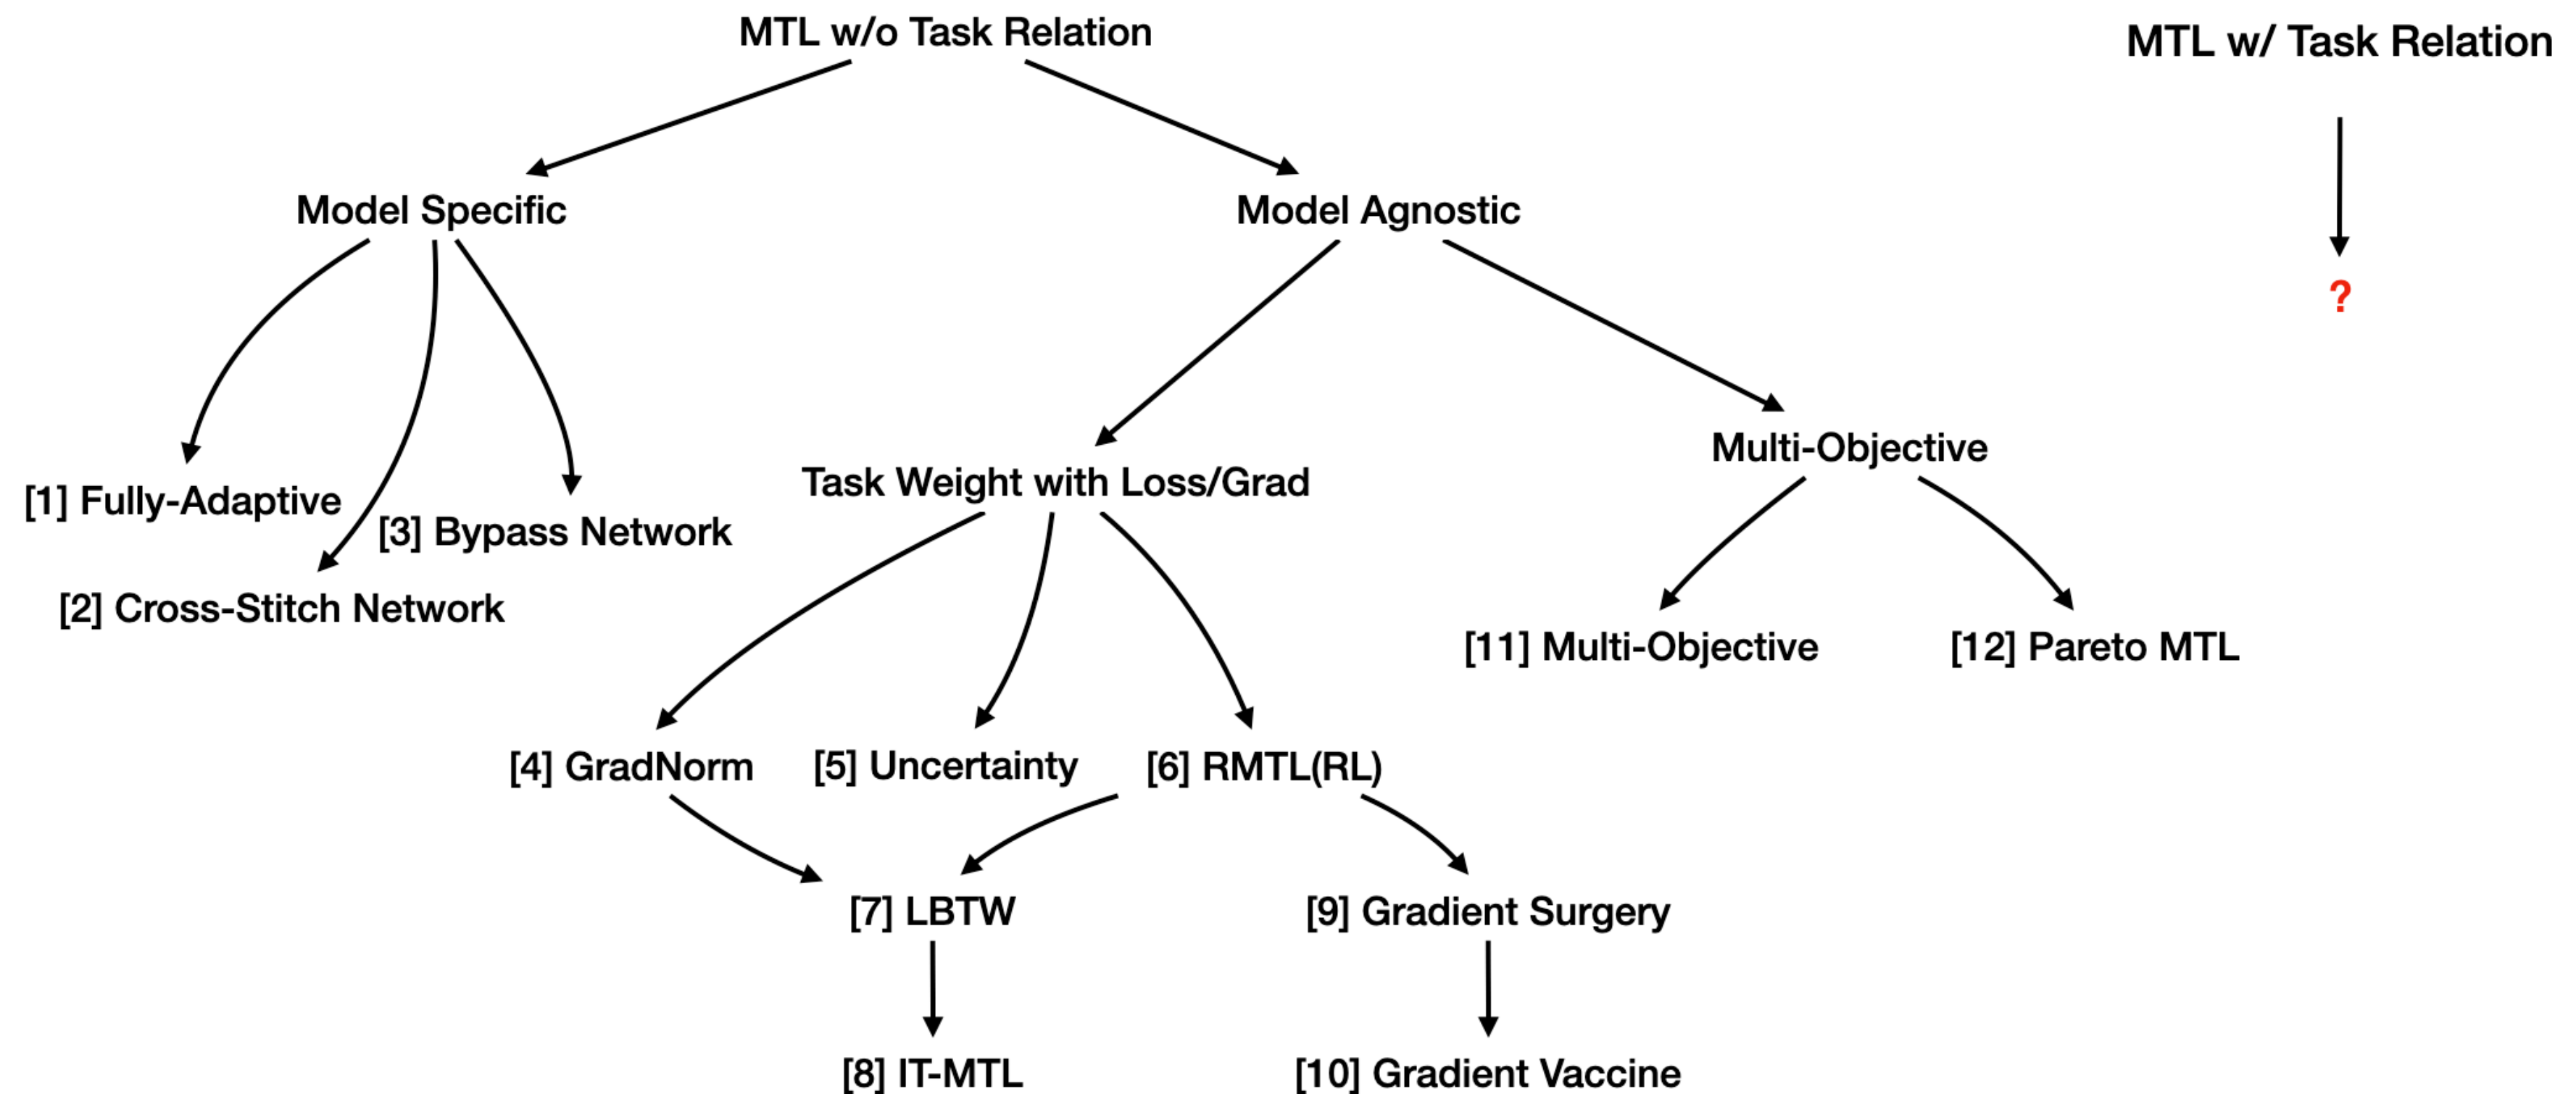 MTL w/o Task Relation
MTL w/ Task Relation
Model Specific
Model Agnostic
?
Multi-Objective
Task Weight with Loss/Grad
[1] Fully-Adaptive
[3] Bypass Network
[2] Cross-Stitch Network
[11] Multi-Objective
[12] Pareto MTL
[4] GradNorm
[5] Uncertainty
[6] RMTL(RL)
[7] LBTW
[9] Gradient Surgery
[8] IT-MTL
[10] Gradient Vaccine